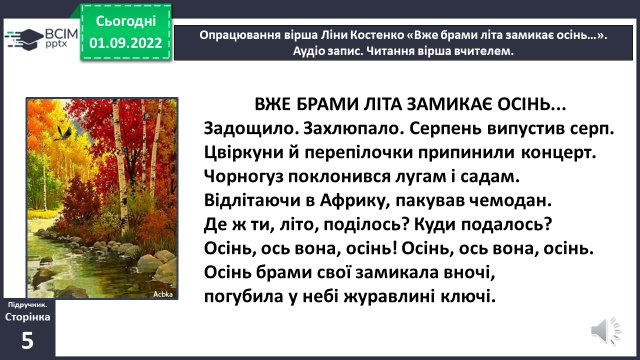 ВСІМ
pptx
Сьогодні
01.09.2022
Опрацювання вірша Ліни Костенко «Вже брами літа замикає осінь…».
Аудіо запис. Читання вірша вчителем.
ВЖЕ БРАМИ ЛІТА ЗАМИКАЄ ОСІНЬ...
Задощило. Захлюпало. Серпень випустив серп.
Цвіркуни й перепілочки припинили концерт.
Чорногуз поклонився лугам і садам.
Відлітаючи в Африку, пакував чемодан.
Де ж ти, літо, поділось? Куди подалось?
Осінь, ось вона, осінь! Осінь, ось вона, осінь.
Осінь брами свої замикала вночі,
погубила у небі журавлині ключі.
Acbka
Підручник.
Сторінка
5